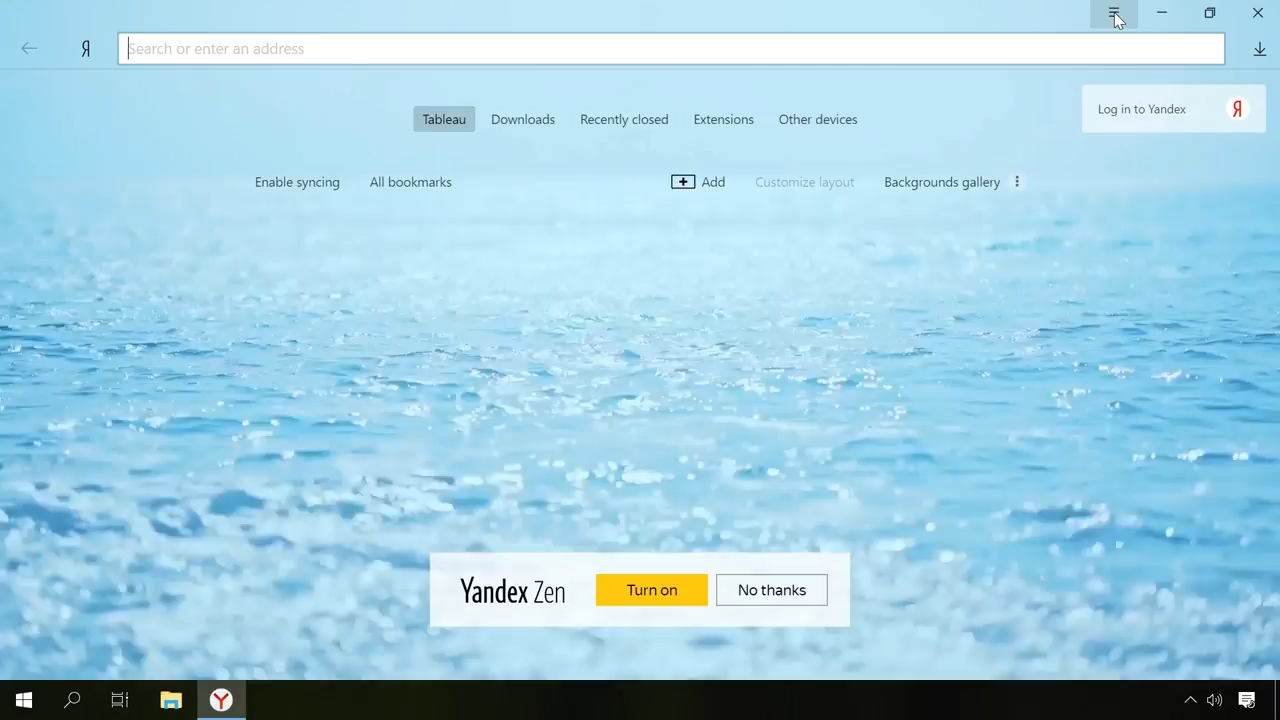 Я
Search or enter an address
Tableau
Downloads
Recently closed
Extensions
Other devices
Log in to Yandex
Я
Enable syncing
All bookmarks
Add
Customize layout
Backgrounds gallery
Yandex Zen
Turn on
No thanks
Y